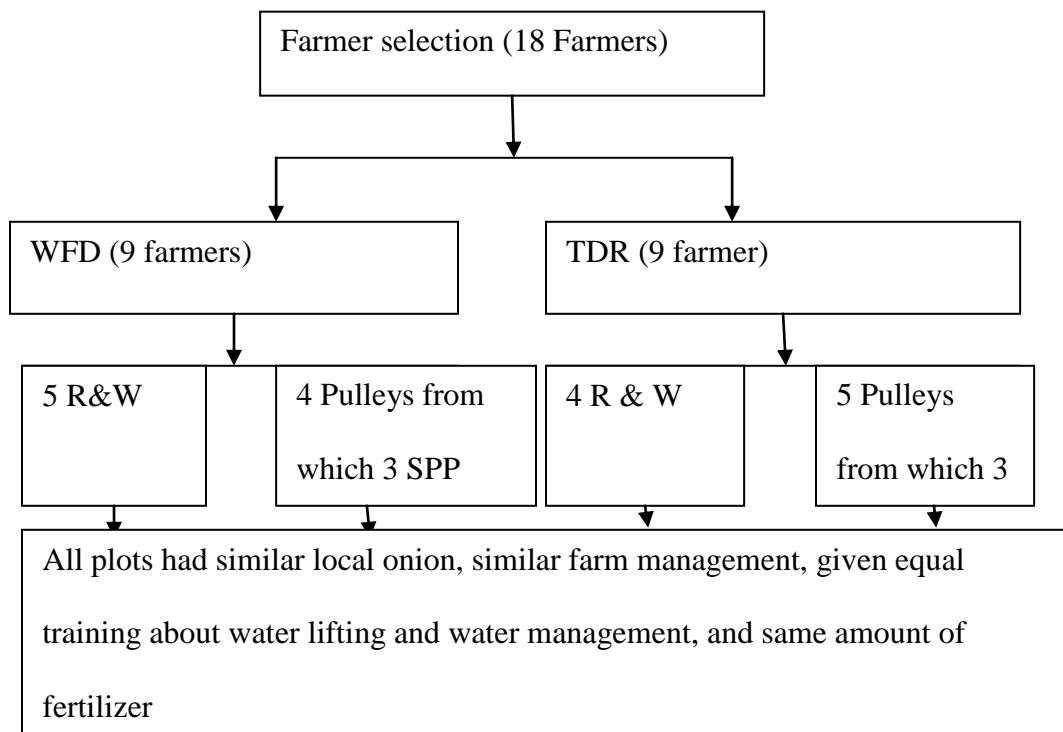 Farmer selection (18 Farmers)
WFD (9 farmers)
TDR (9 farmer)
5 R&W
4 Pulleys from
which 3 SPP
4 R & W
5 Pulleys
from which 3
All plots had similar local onion, similar farm management, given equal
training about water lifting and water management, and same amount of
fertilizer